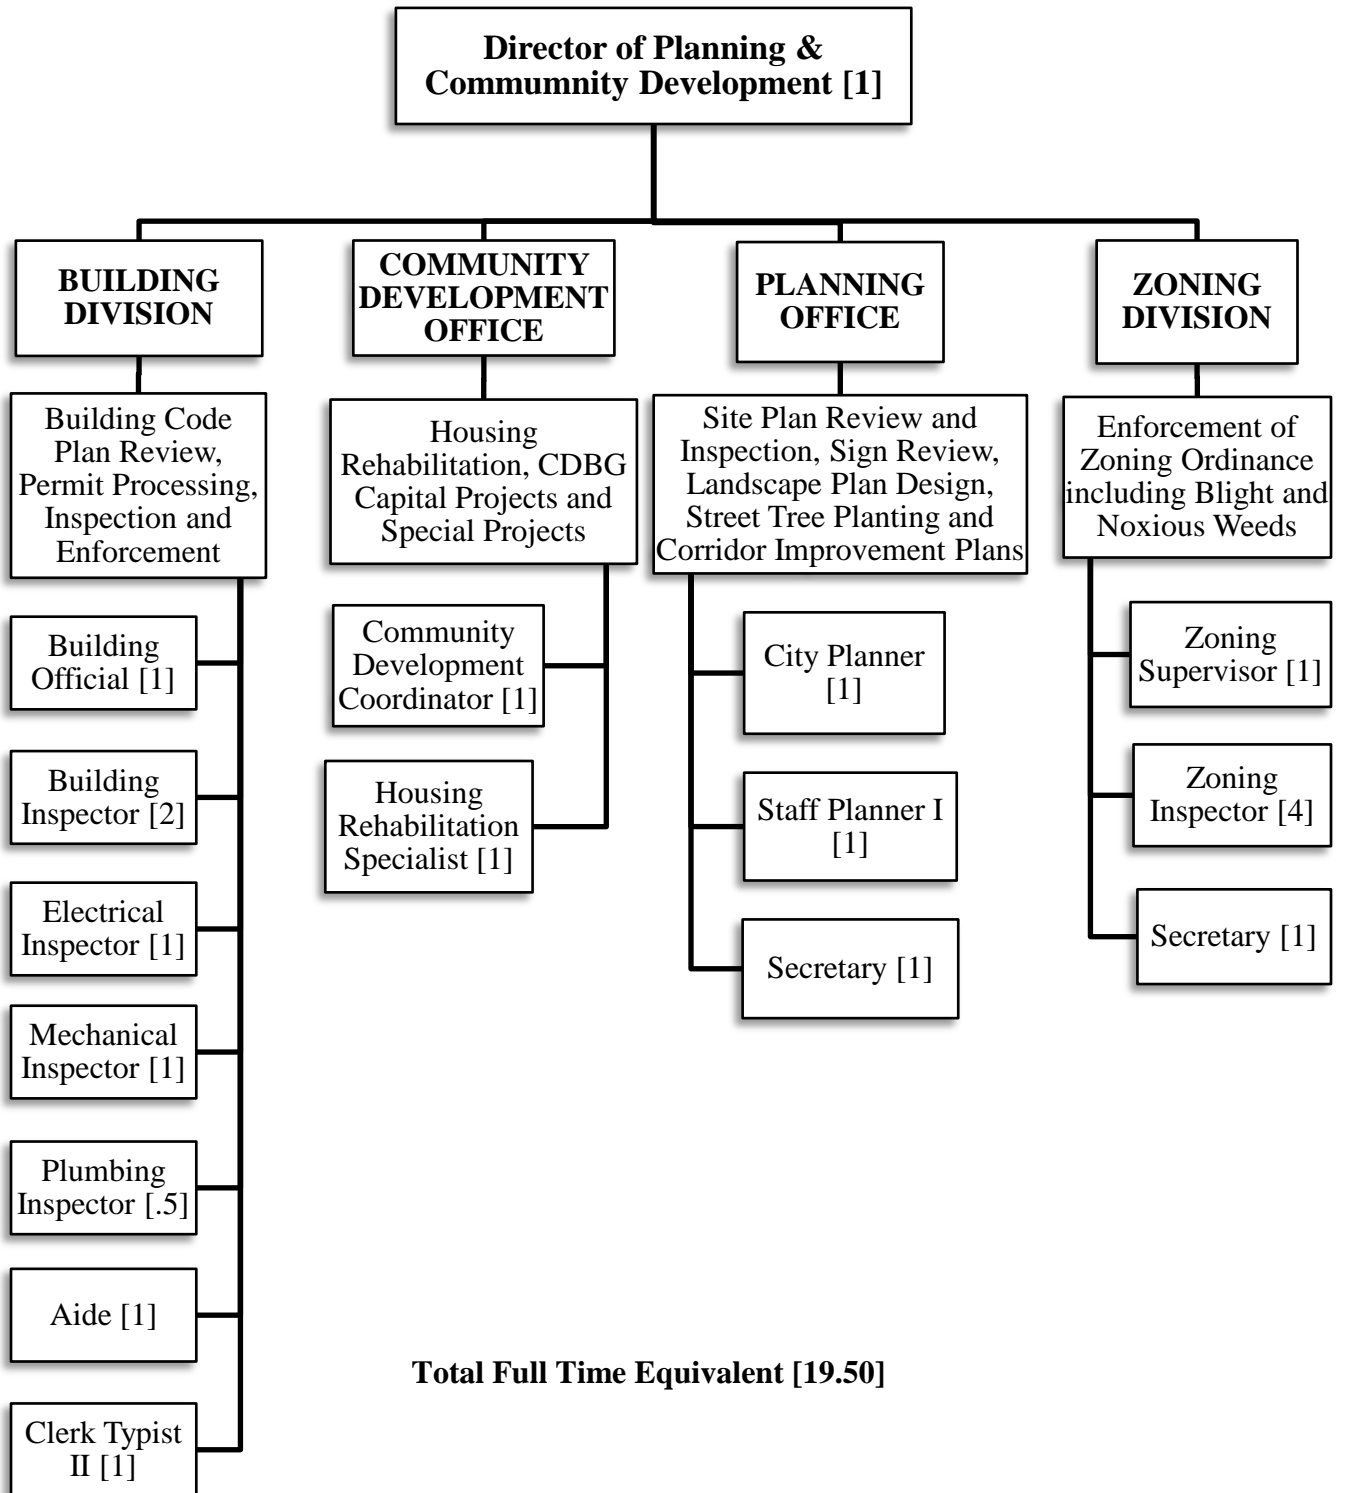 Director of Planning &
Commumnity Development [1]
BUILDING
DIVISION
COMMUNITY
DEVELOPMENT
OFFICE
PLANNING
OFFICE
ZONING
DIVISION
Building Code
Plan Review,
Permit Processing,
Inspection and
Enforcement
Housing
Rehabilitation, CDBG
Capital Projects and
Special Projects
Site Plan Review and
Inspection, Sign Review,
Landscape Plan Design,
Street Tree Planting and
Corridor Improvement Plans
Enforcement of
Zoning Ordinance
including Blight and
Noxious Weeds
Building
Official [1]
Building
Inspector [2]
Electrical
Inspector [1]
Mechanical
Inspector [1]
Plumbing
Inspector [.5]
Aide [1]
Clerk Typist
II [1]
Community
Development
Coordinator [1]
Housing
Rehabilitation
Specialist [1]
City Planner
[1]
Staff Planner I
[1]
Secretary [1]
Zoning
Supervisor [1]
Zoning
Inspector [4]
Secretary [1]
Total Full Time Equivalent [19.50]